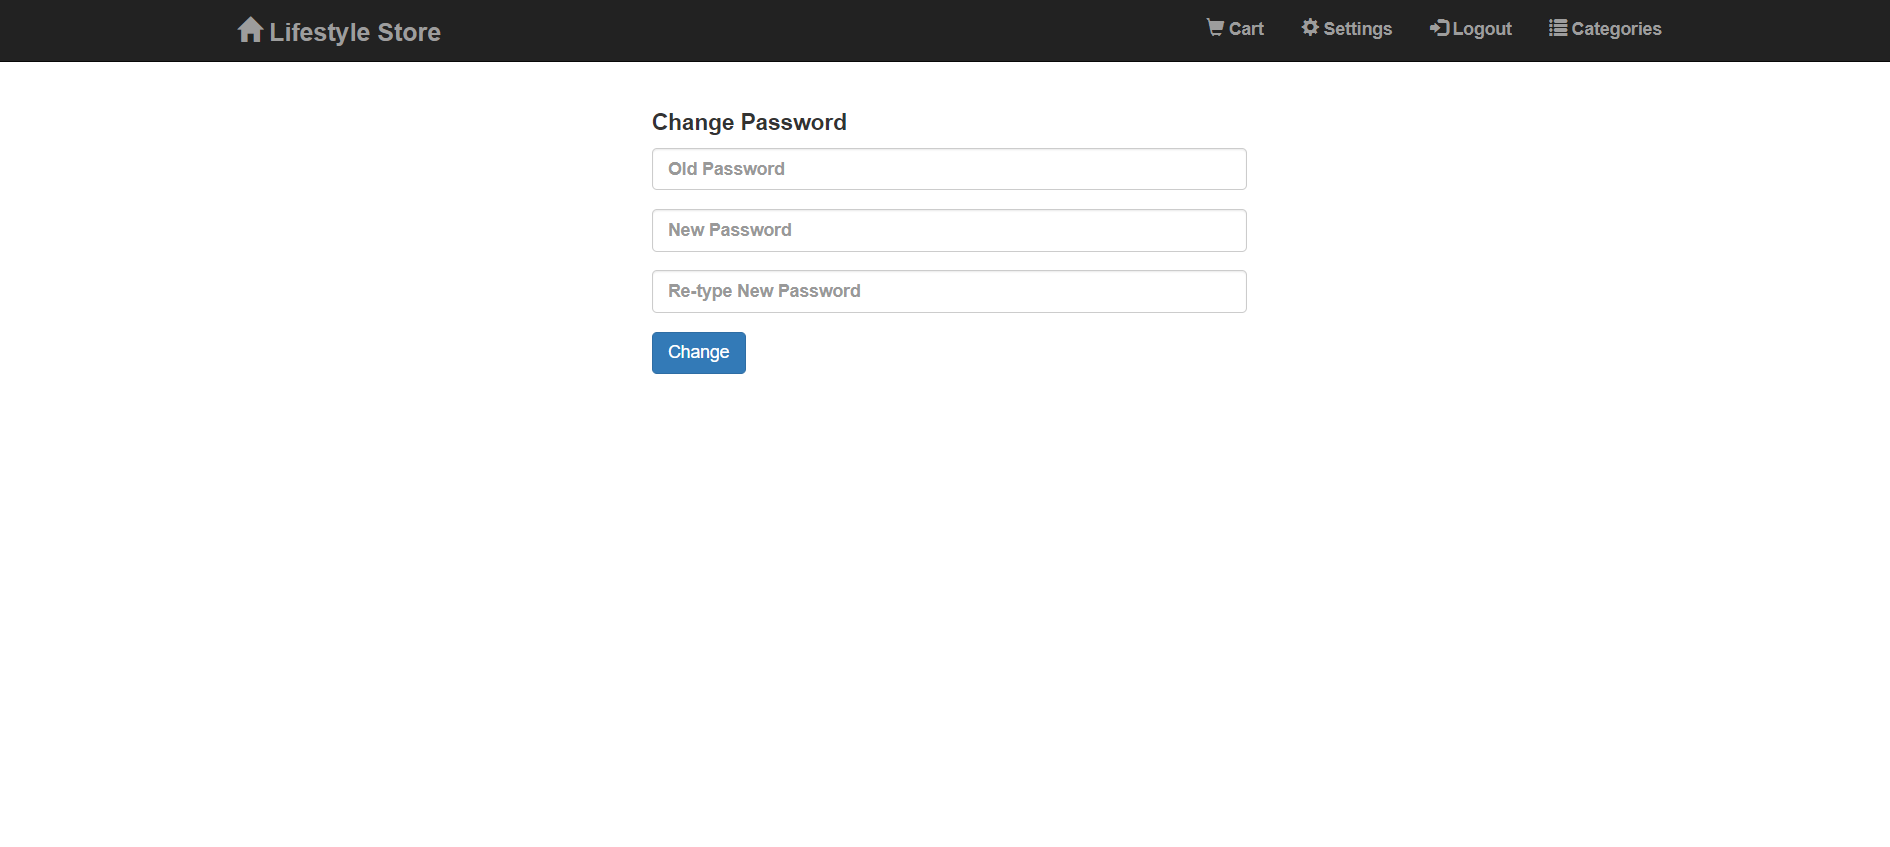 Lifestyle Store
Cart Settings Logout Categories
Change Password
Old Password
New Password
Re-type New Password
Change